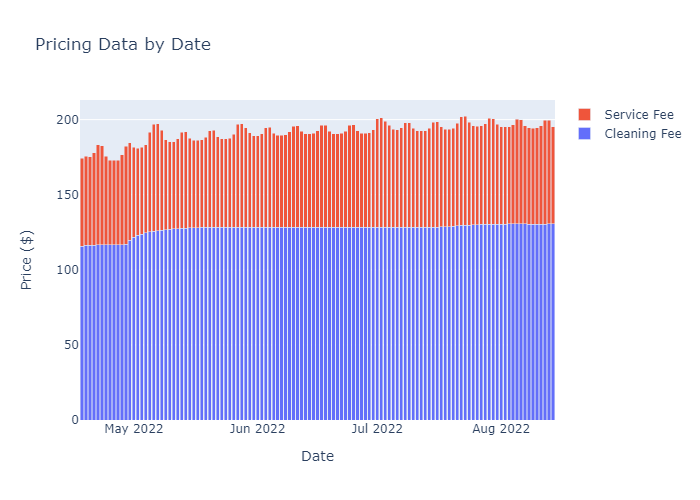 Pricing Data by Date
Service Fee
Cleaning Fee
Price ($)
200
150
100
50
0
May 2022
Jun 2022
Jul 2022
Aug 2022
Date